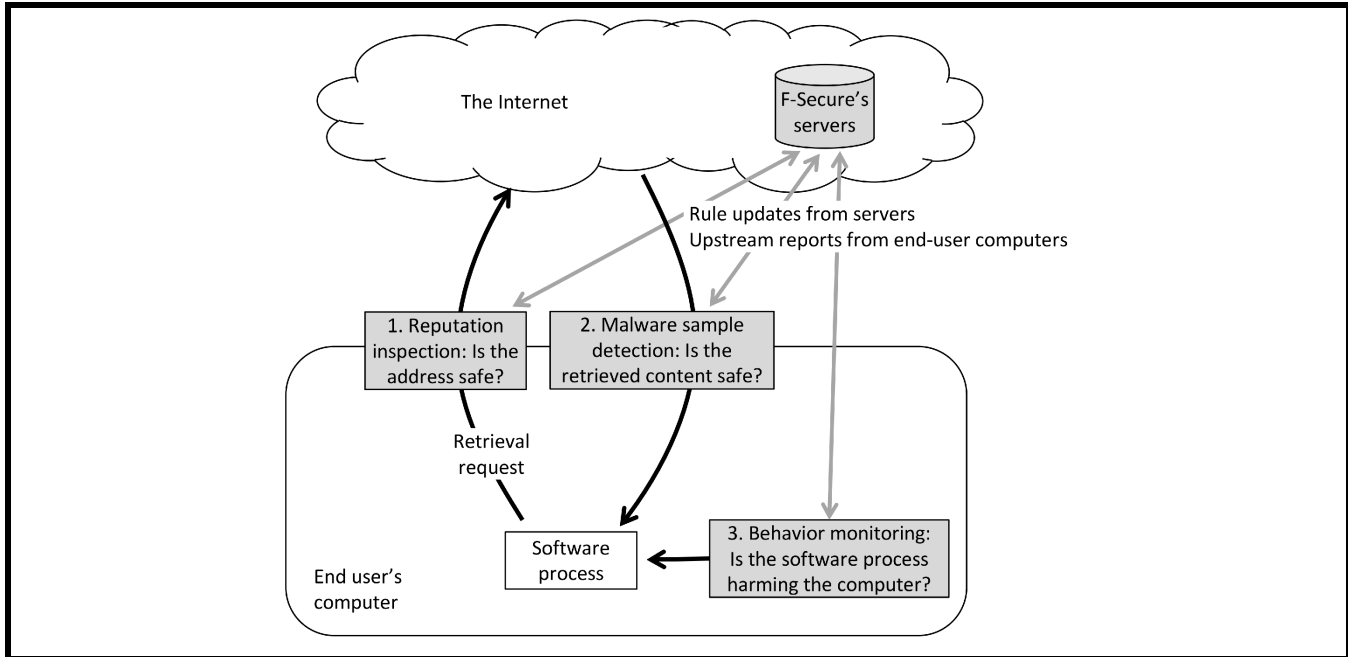 The Internet
F-Secure's
servers
Rule updates from servers
Upstream reports from end-user computers
1. Reputation
inspection: Is the
address safe?
2. Malware sample
detection: Is the
retrieved content safe?
Retrieval
request
Software
process
3. Behavior monitoring:
Is the software process
harming the computer?
End user's
computer